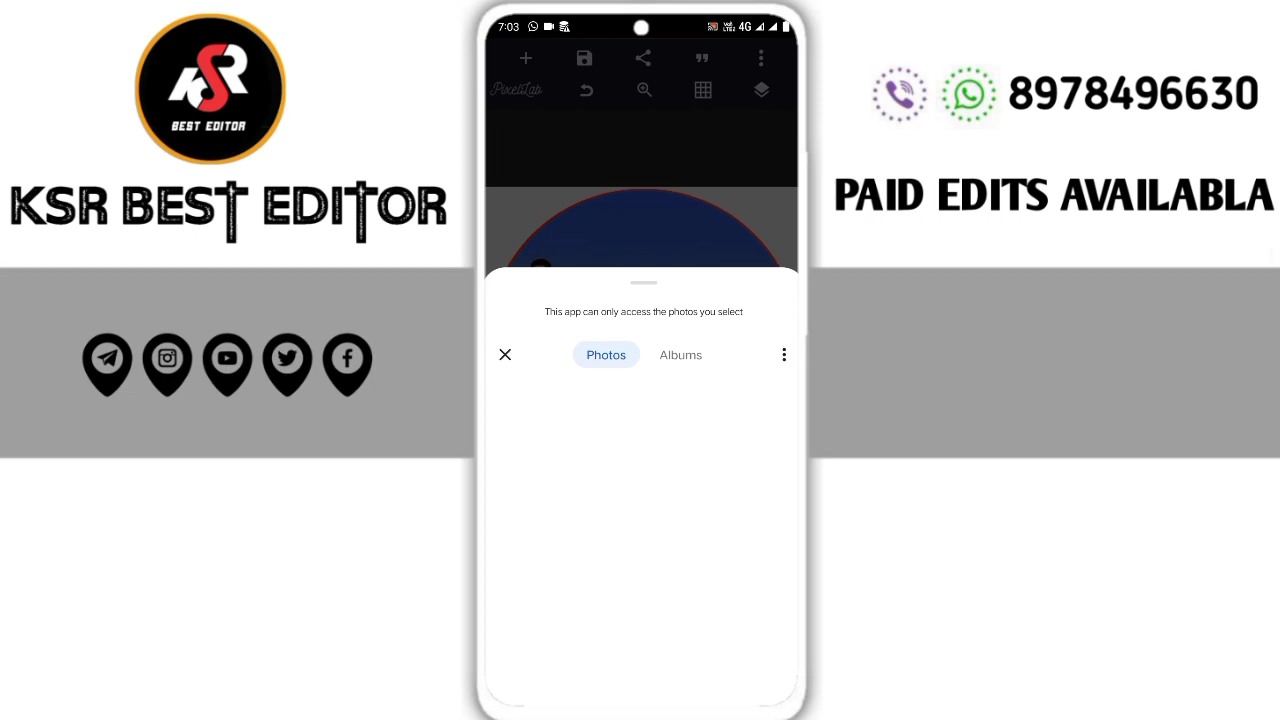 KSR
BEST EDITOR
KSR BEST EDITOR
8978496630
PAID EDITS AVAILABLA
7:03
4G
PixelLab
This app can only access the photos you select
Photos
Albums